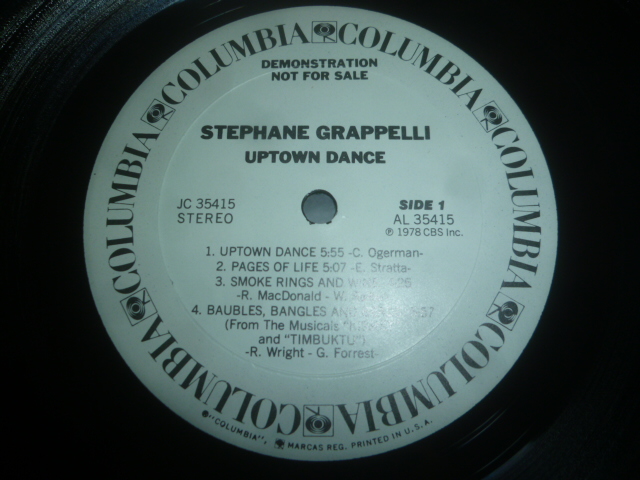 COLUMBIA COLUMBIA COLUMBIA COLUMBIA COLUMBIA COLUMBIA COLUMBIA COLUMBIA
DEMONSTRATION
NOT FOR SALE
STEPHANE GRAPPELLI
UPTOWN DANCE
JC 35415
STEREO
SIDE 1
AL 35415
℗ 1978 CBS Inc.
1. UPTOWN DANCE 5:55 -C. Ogerman-
2. PAGES OF LIFE 5:07 -E. Stratta-
3. SMOKE RINGS AND
-R. MacDonald - W.
4. BAUBLES, BANGLES AND
(From The Musicals
and "TIMBUKTU")
-R. Wright - G. Forrest-
"COLUMBIA", MARCAS REG. PRINTED IN U.S.A.